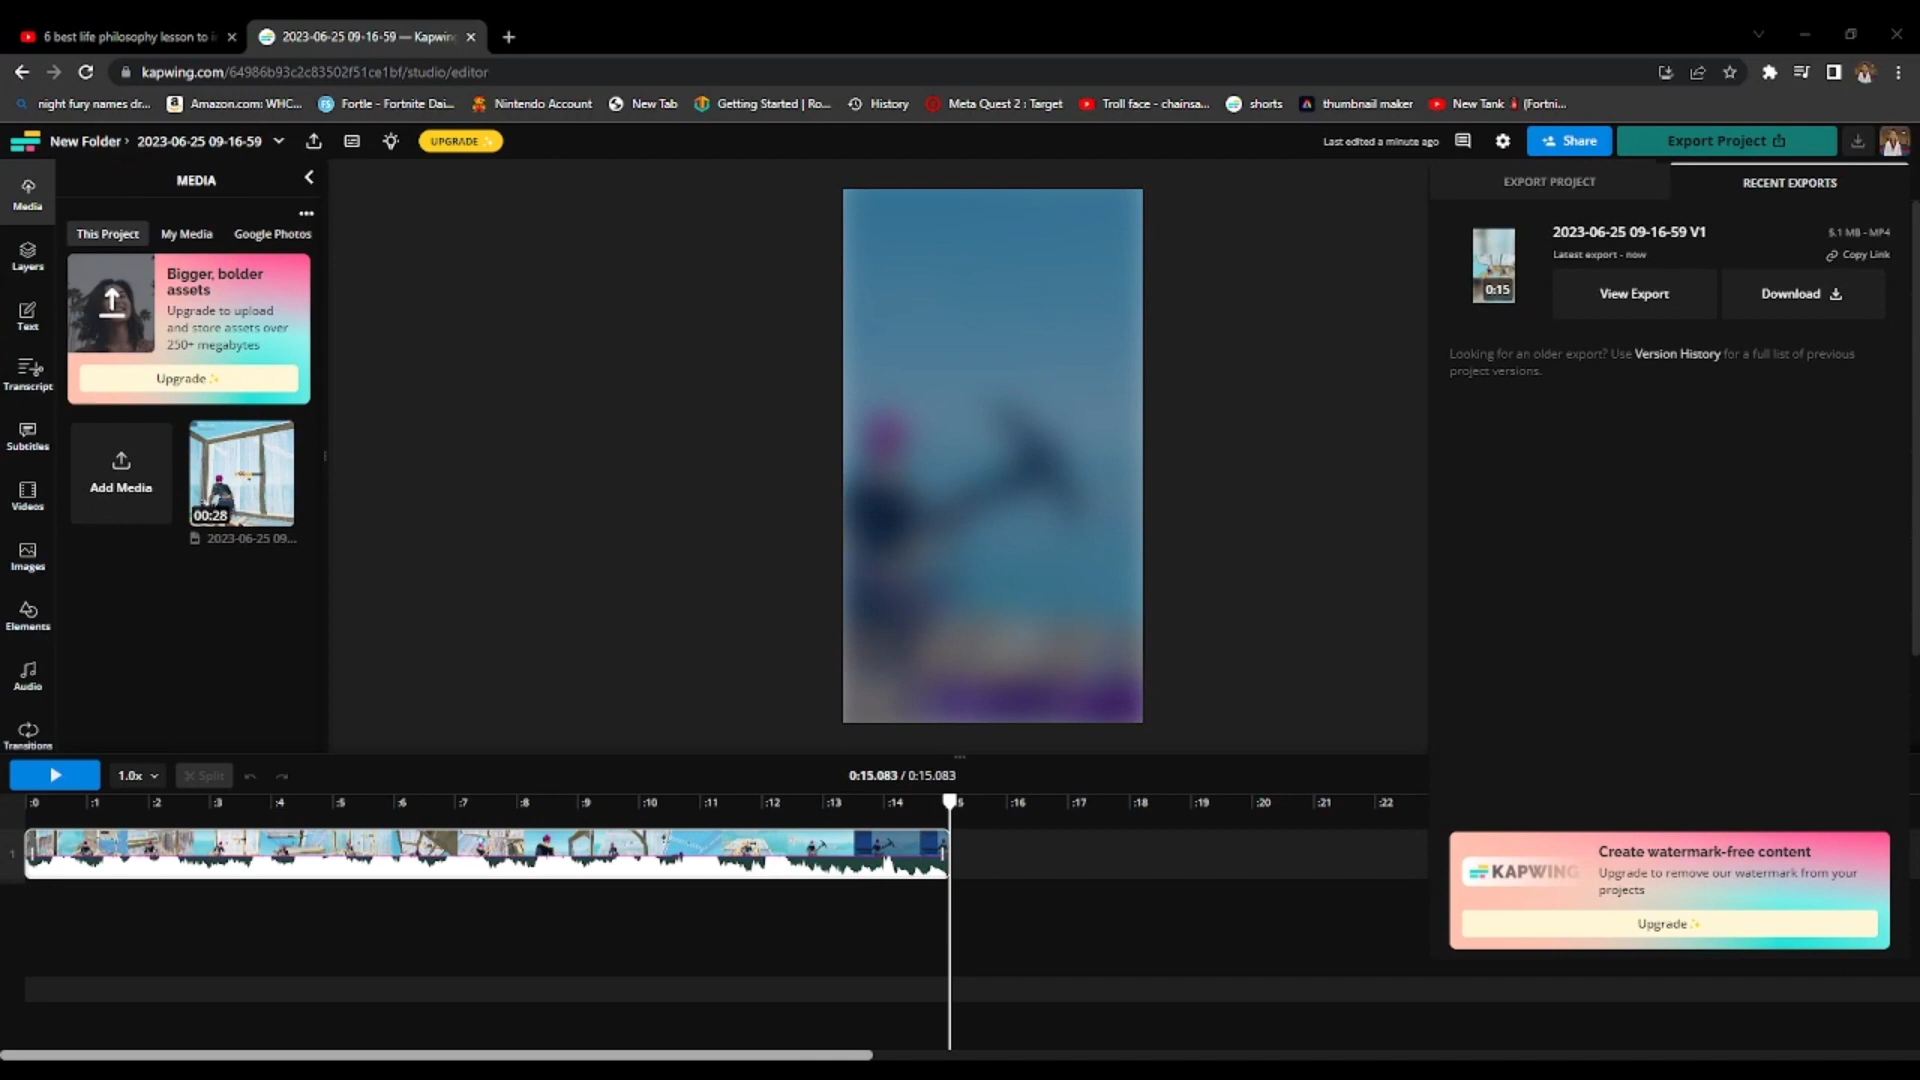 6 best life philosophy lesson to i
2023-06-25 09-16-59 — Kapwing
kapwing.com/64986b93c2c83502f51ce1bf/studio/editor
night fury names dr...
Amazon.com: WHC...
Fortle - Fortnite Dai...
Nintendo Account
New Tab
Getting Started | Ro...
History
Meta Quest 2 : Target
Troll face - chainsa...
shorts
thumbnail maker
New Tank (Fortni...
New Folder › 2023-06-25 09-16-59
UPGRADE
Last edited a minute ago
Share
Export Project
Media
Layers
Text
Transcript
Subtitles
Videos
Images
Elements
Audio
Transitions
MEDIA
This Project
My Media
Google Photos
Bigger, bolder
assets
Upgrade to upload
and store assets over
250+ megabytes
Upgrade
Add Media
00:28
2023-06-25 09...
EXPORT PROJECT
RECENT EXPORTS
2023-06-25 09-16-59 V1
5.1 MB - MP4
Latest export - now
Copy Link
0:15
View Export
Download
Looking for an older export? Use Version History for a full list of previous
project versions.
1.0x
Split
0:15.083 / 0:15.083
:0 :1 :2 :3 :4 :5 :6 :7 :8 :9 :10 :11 :12 :13 :14 5 :16 :17 :18 :19 :20 :21 :22
1
KAPWING
Create watermark-free content
Upgrade to remove our watermark from your
projects
Upgrade